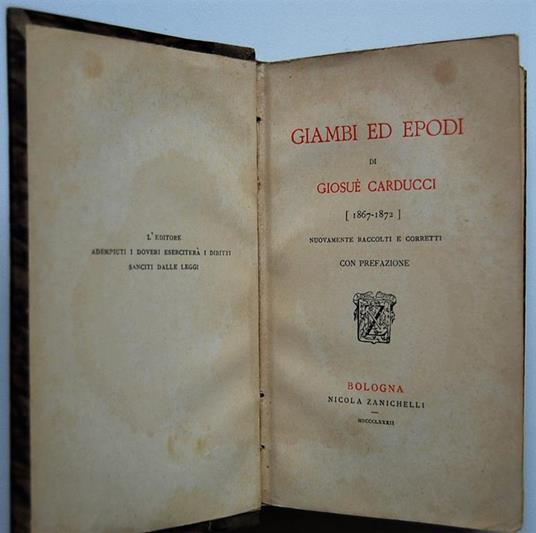 L'EDITORE
ADEMPIUTI I DOVERI ESERCITERÀ I DIRITTI
SANCITI DALLE LEGGI
GIAMBI ED EPODI
DI
GIOSUÈ CARDUCCI
[ 1867-1872 ]
NUOVAMENTE RACCOLTI E CORRETTI
CON PREFAZIONE
BOLOGNA
NICOLA ZANICHELLI
MDCCCLXXXII